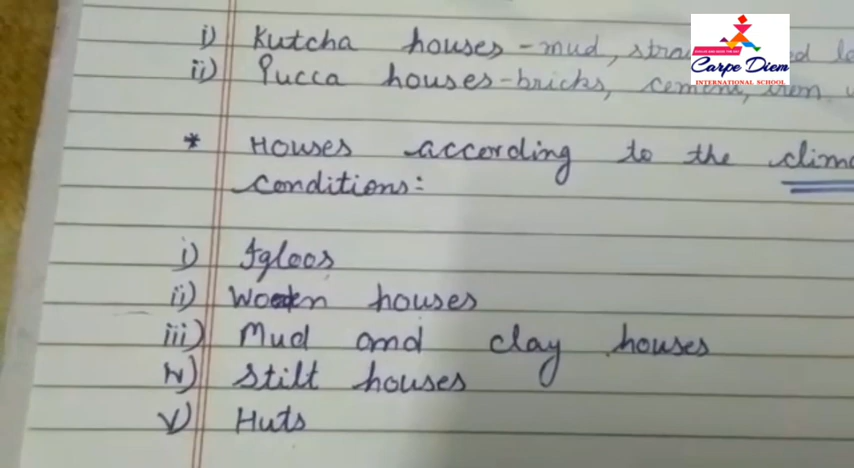 i) Kutcha houses - mud,
ii) Pucca houses - bricks, cement,
* Houses according to the
conditions:
i) Igloos
ii) Wooden houses
iii) Mud and clay houses
iv) Stilt houses
v) Huts
Carpe Diem
INTERNATIONAL SCHOOL